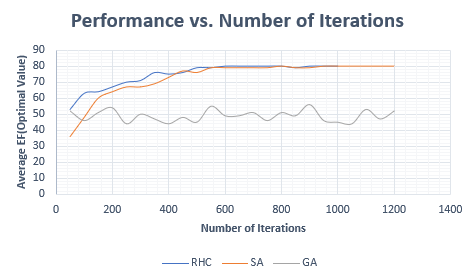 Performance vs. Number of Iterations
Average EF(Optimal Value)
90
80
70
60
50
40
30
20
10
0
0 200 400 600 800 1000 1200 1400
Number of Iterations
RHC SA GA